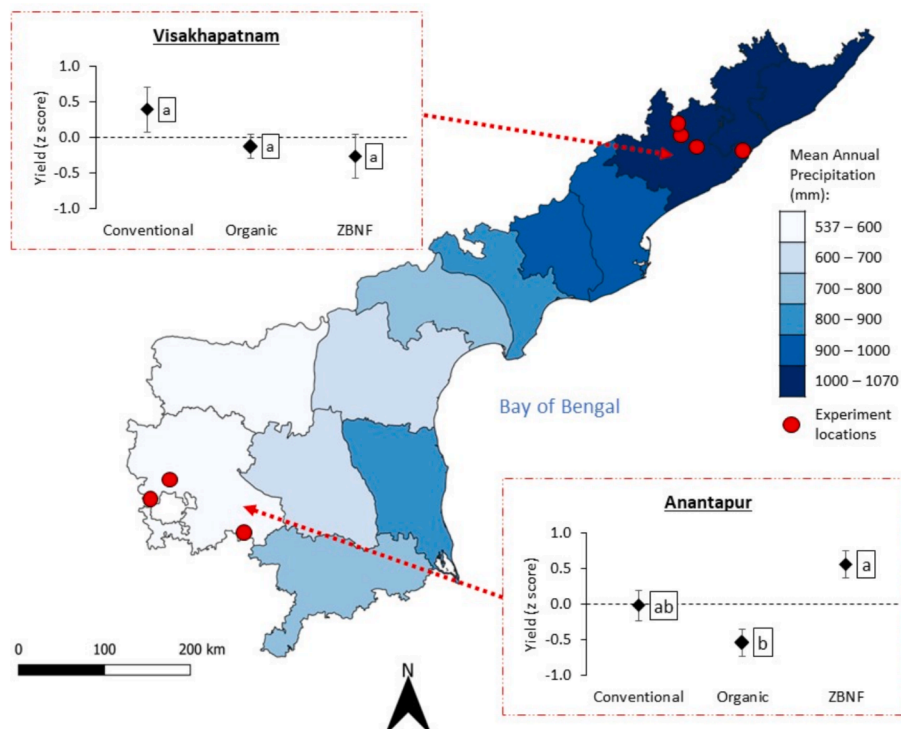 Visakhapatnam
1.0
0.5
0.0
-0.5
-1.0
Yield (z score)
a
a
a
Conventional Organic ZBNF
Mean Annual
Precipitation
(mm):
537 – 600
600 – 700
700 – 800
800 – 900
900 – 1000
1000 – 1070
Experiment
locations
Bay of Bengal
Anantapur
1.0
0.5
0.0
-0.5
-1.0
Yield (z score)
ab
b
a
Conventional Organic ZBNF
0 100 200 km
N